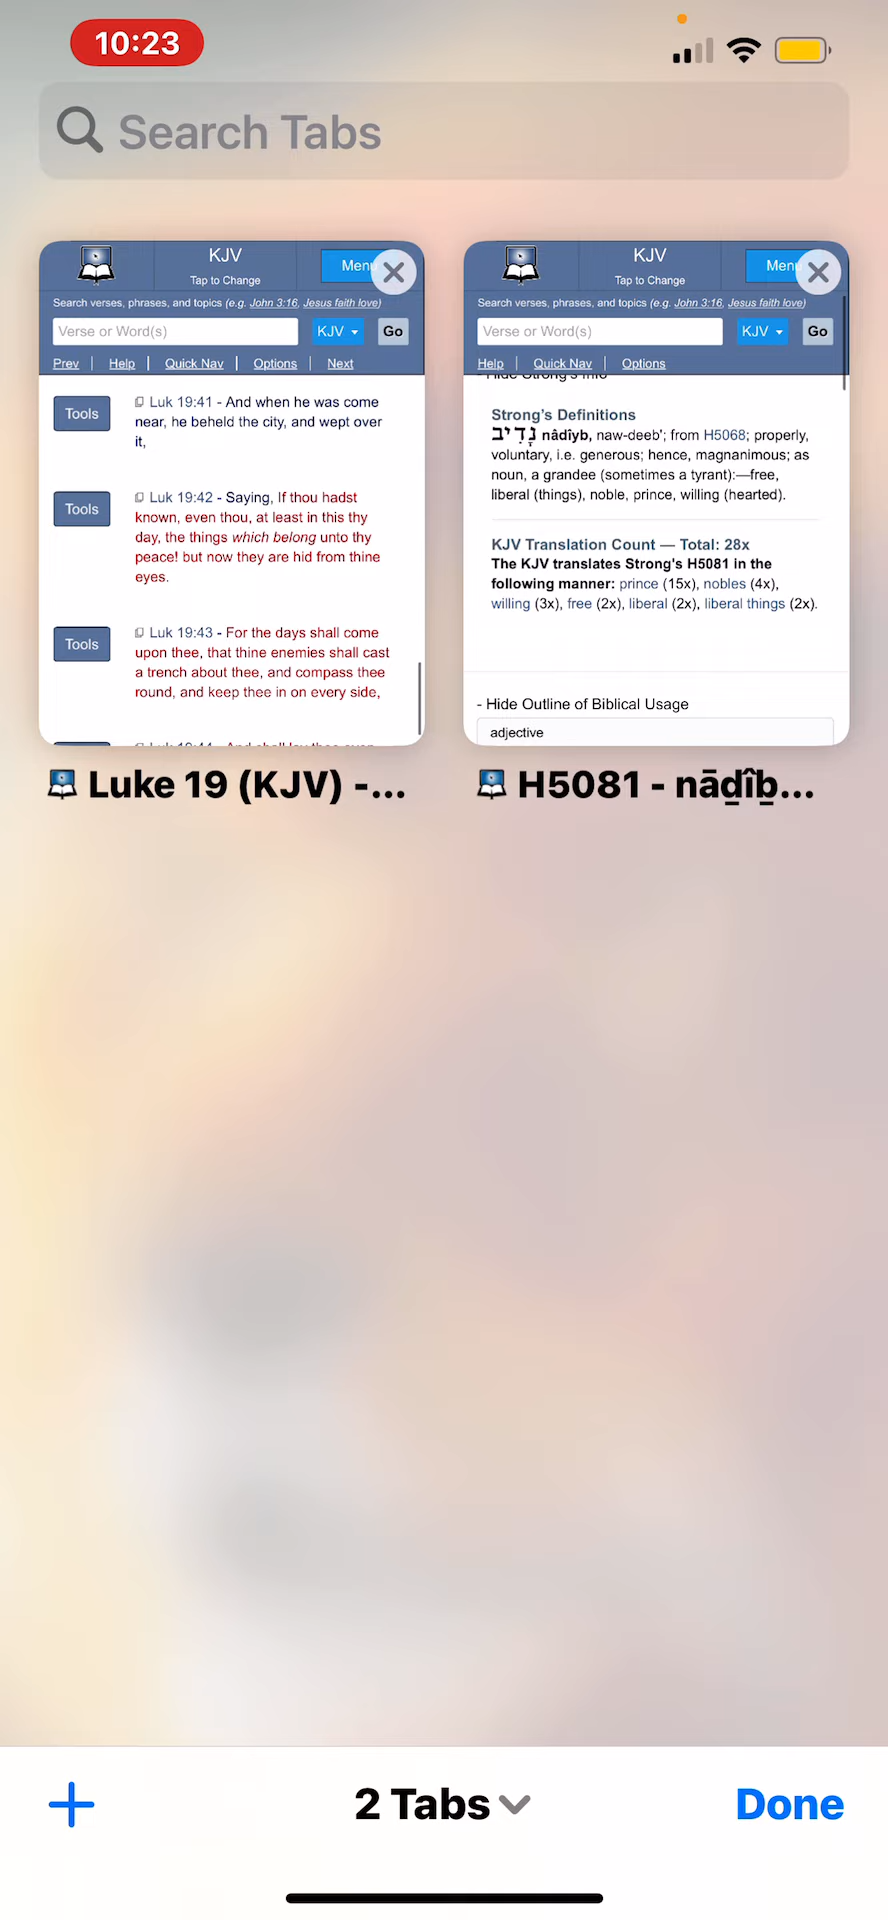 10:23
Search Tabs
KJV
Tap to Change
Menu
Search verses, phrases, and topics (e.g. John 3:16, Jesus faith love)
Verse or Word(s)
KJV
Go
Prev | Help | Quick Nav | Options | Next
Tools
Luk 19:41 - And when he was come
near, he beheld the city, and wept over
it,
Tools
Luk 19:42 - Saying, If thou hadst
known, even thou, at least in this thy
day, the things which belong unto thy
peace! but now they are hid from thine
eyes.
Tools
Luk 19:43 - For the days shall come
upon thee, that thine enemies shall cast
a trench about thee, and compass thee
round, and keep thee in on every side,
Luke 19 (KJV) -...
KJV
Tap to Change
Menu
Search verses, phrases, and topics (e.g. John 3:16, Jesus faith love)
Verse or Word(s)
KJV
Go
Help | Quick Nav | Options
- Hide Strong's Info
Strong's Definitions
נָדִיב nâdîyb, naw-deeb'; from H5068; properly,
voluntary, i.e. generous; hence, magnanimous; as
noun, a grandee (sometimes a tyrant):—free,
liberal (things), noble, prince, willing (hearted).
KJV Translation Count — Total: 28x
The KJV translates Strong's H5081 in the
following manner: prince (15x), nobles (4x),
willing (3x), free (2x), liberal (2x), liberal things (2x).
- Hide Outline of Biblical Usage
adjective
H5081 - nāḏîḇ...
2 Tabs
Done